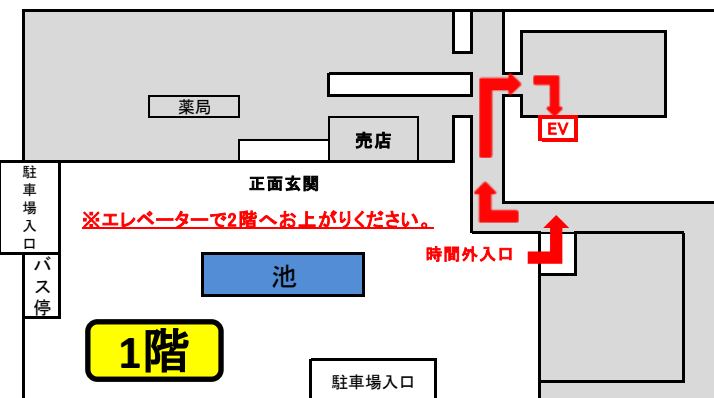 薬局
売店
EV
正面玄関
駐車場入口
※エレベーターで2階へお上がりください。
時間外入口
バス停
池
1階
駐車場入口